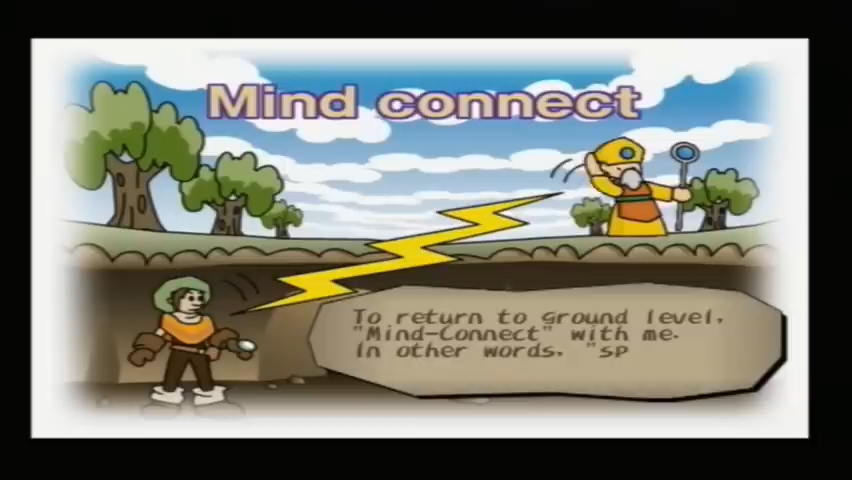 Mind connect
To return to ground level,
"Mind-Connect" with me.
In other words, "sp